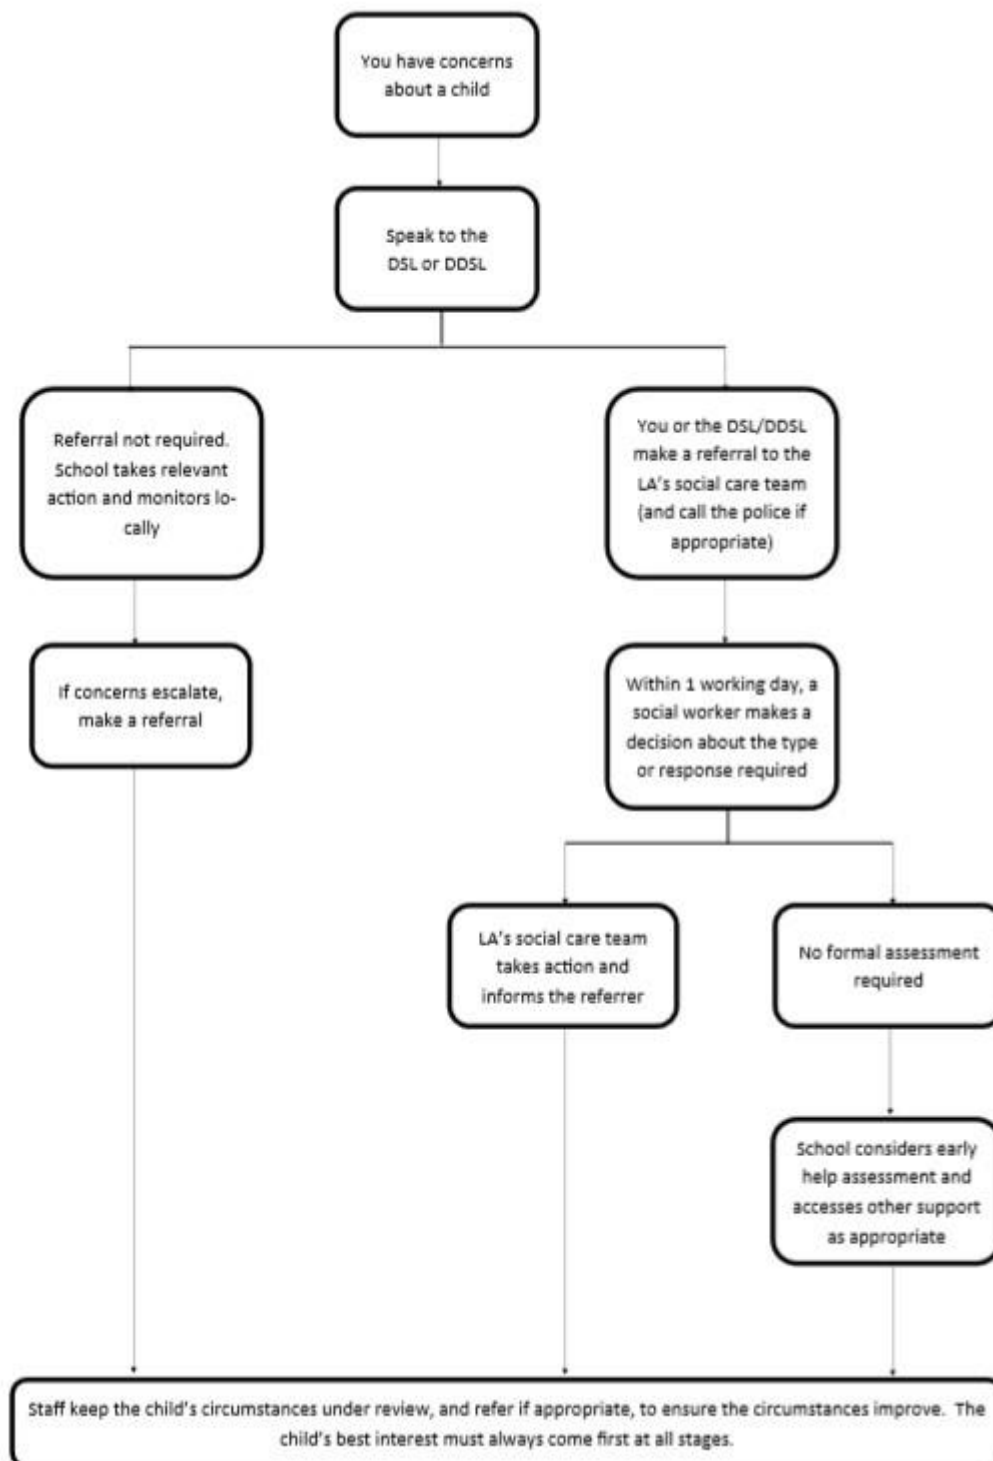 You have concerns
about a child
Speak to the
DSL or DDSL
Referral not required.
School takes relevant
action and monitors lo-
cally
You or the DSL/DDSL
make a referral to the
LA's social care team
(and call the police if
appropriate)
If concerns escalate,
make a referral
Within 1 working day, a
social worker makes a
decision about the type
or response required
LA's social care team
takes action and
informs the referrer
No formal assessment
required
School considers early
help assessment and
accesses other support
as appropriate
Staff keep the child's circumstances under review, and refer if appropriate, to ensure the circumstances improve.  The
child's best interest must always come first at all stages.